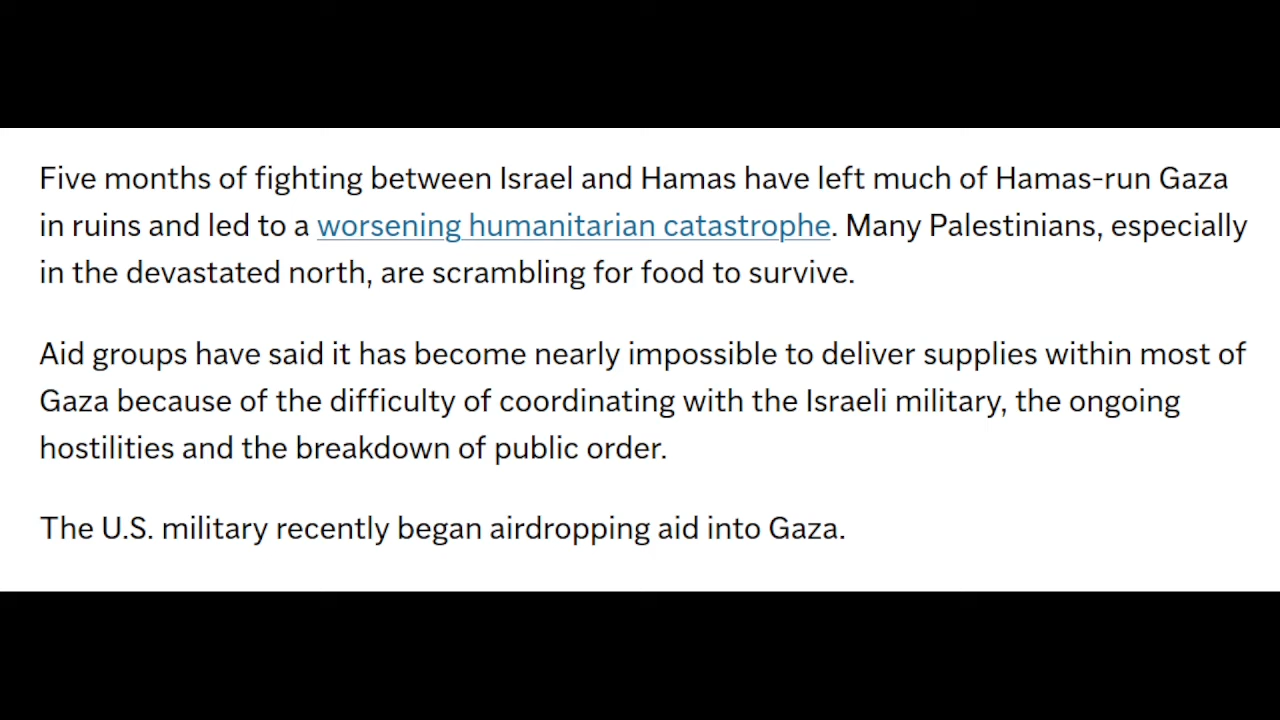 Five months of fighting between Israel and Hamas have left much of Hamas-run Gaza
in ruins and led to a worsening humanitarian catastrophe. Many Palestinians, especially
in the devastated north, are scrambling for food to survive.
Aid groups have said it has become nearly impossible to deliver supplies within most of
Gaza because of the difficulty of coordinating with the Israeli military, the ongoing
hostilities and the breakdown of public order.
The U.S. military recently began airdropping aid into Gaza.